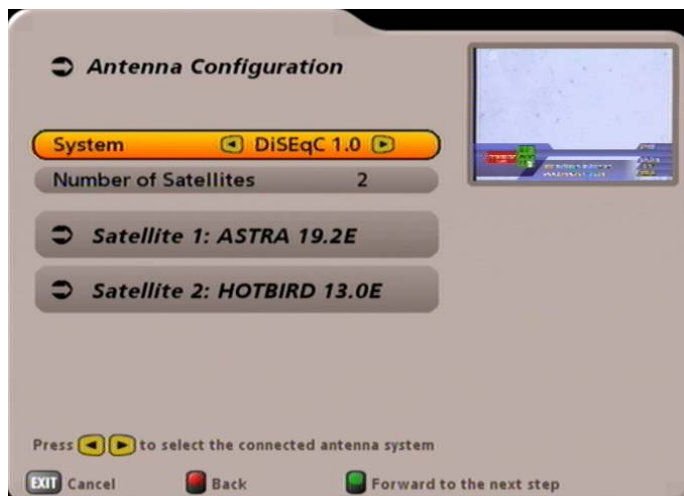 Antenna Configuration
System DiSEqC 1.0
Number of Satellites 2
Satellite 1: ASTRA 19.2E
Satellite 2: HOTBIRD 13.0E
Press to select the connected antenna system
EXIT Cancel Back Forward to the next step